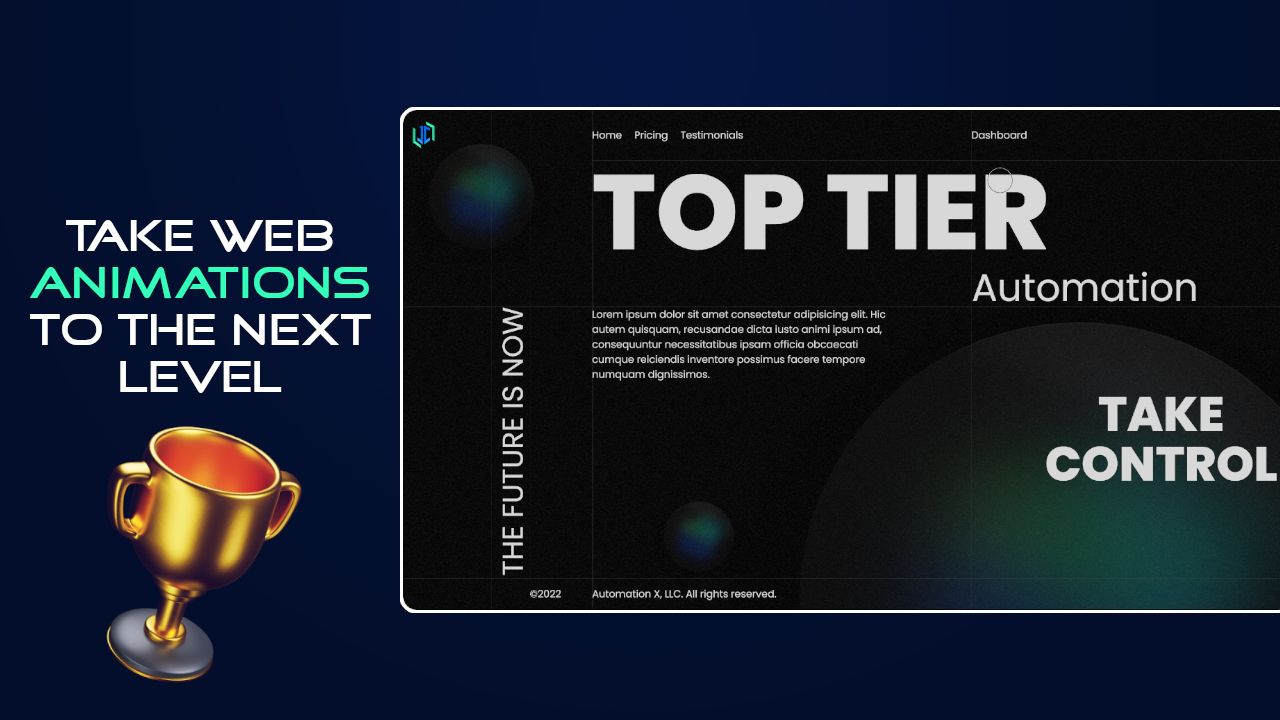 TAKE WEB
ANIMATIONS
TO THE NEXT
LEVEL
Home Pricing Testimonials Dashboard
TOP TIER
Automation
Lorem ipsum dolor sit amet consectetur adipisicing elit. Hic
autem quisquam, recusandae dicta iusto animi ipsum ad,
consequuntur necessitatibus ipsam officia obcaecati
cumque reiciendis inventore possimus facere tempore
numquam dignissimos.
THE FUTURE IS NOW
TAKE
CONTROL
©2022 Automation X, LLC. All rights reserved.